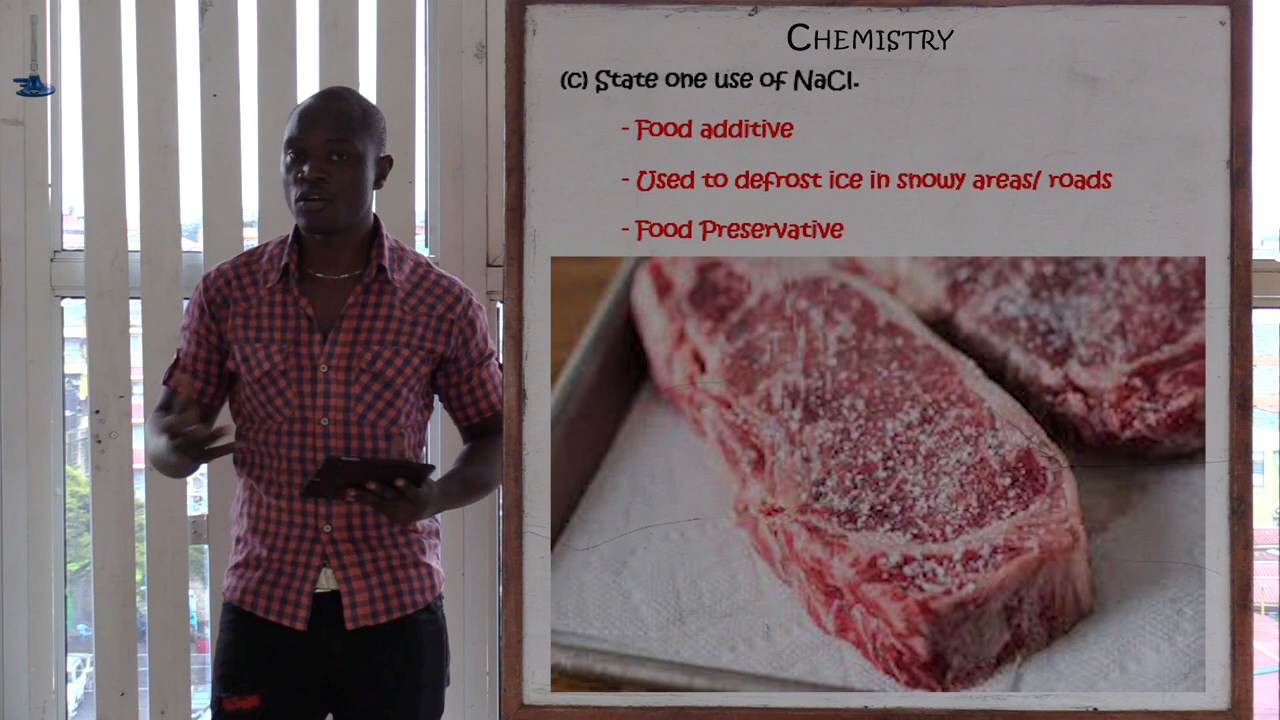 CHEMISTRY
(c) State one use of NaCl.
- Food additive
- Used to defrost ice in snowy areas/ roads
- Food Preservative